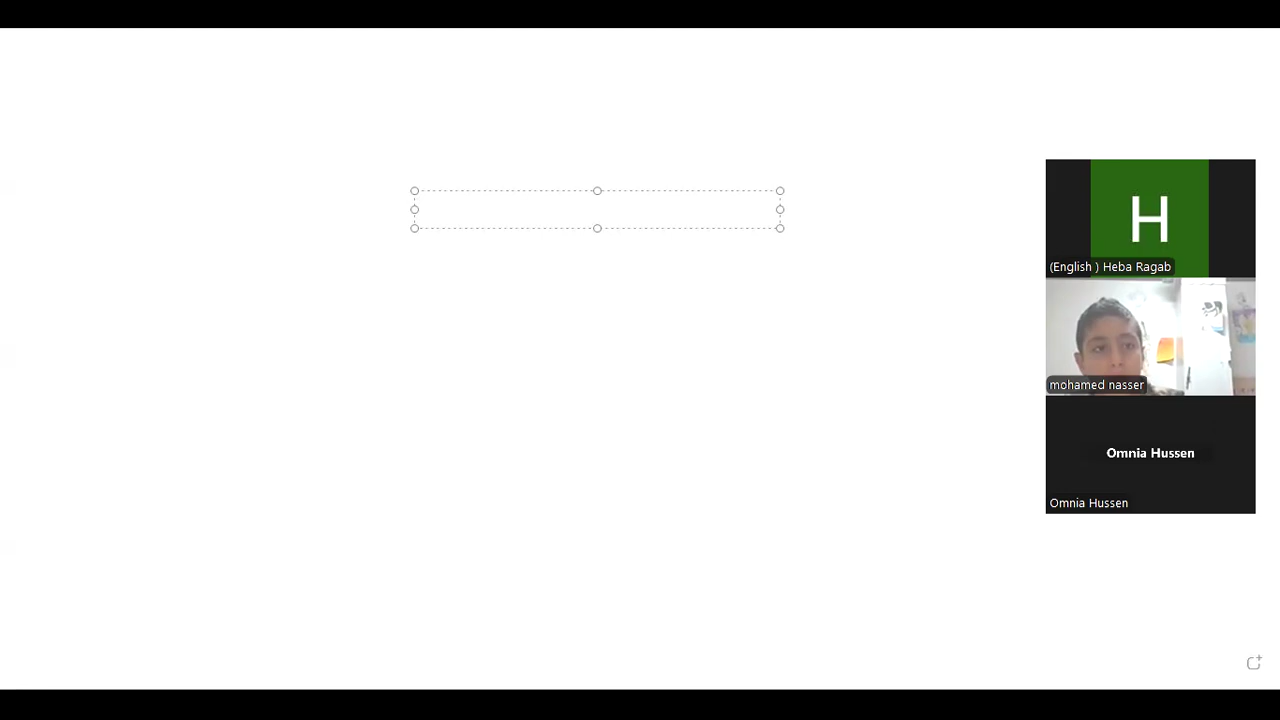 H
(English ) Heba Ragab
mohamed nasser
Omnia Hussen
Omnia Hussen